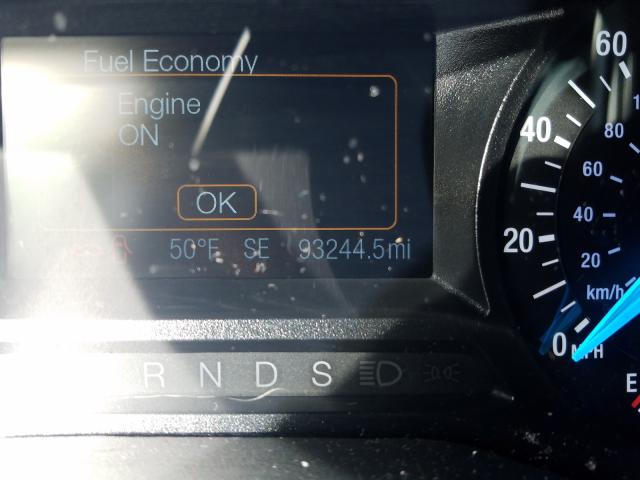 Fuel Economy
Engine
ON
OK
50°F SE 93244.5mi
R N D S
60
40
20
0 MPH
80
60
40
20
km/h
E